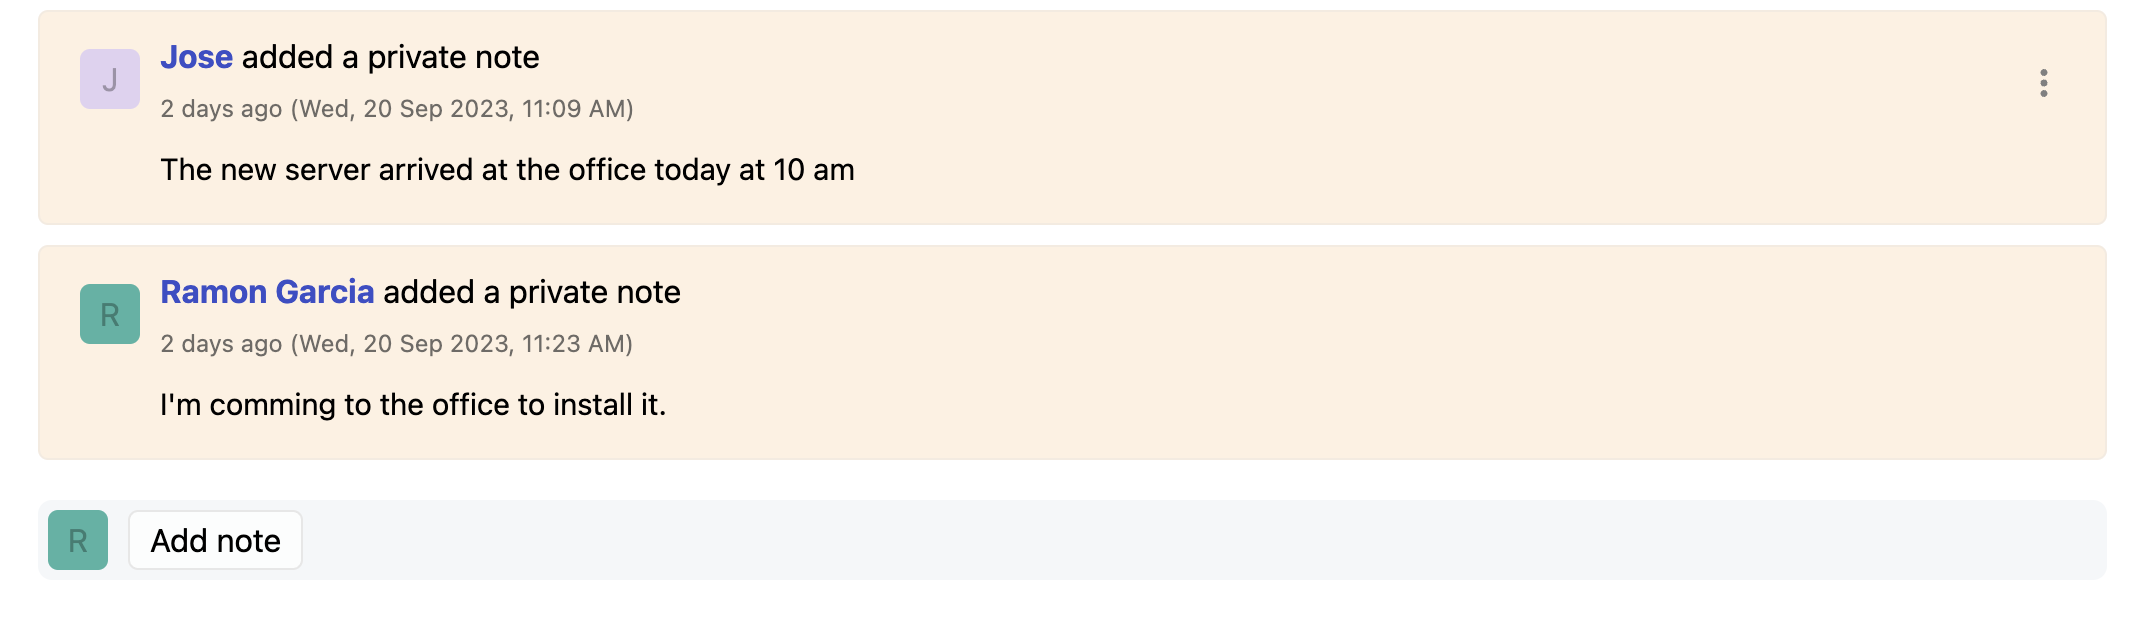 J
Jose added a private note
2 days ago (Wed, 20 Sep 2023, 11:09 AM)
The new server arrived at the office today at 10 am
R
Ramon Garcia added a private note
2 days ago (Wed, 20 Sep 2023, 11:23 AM)
I'm comming to the office to install it.
R
Add note